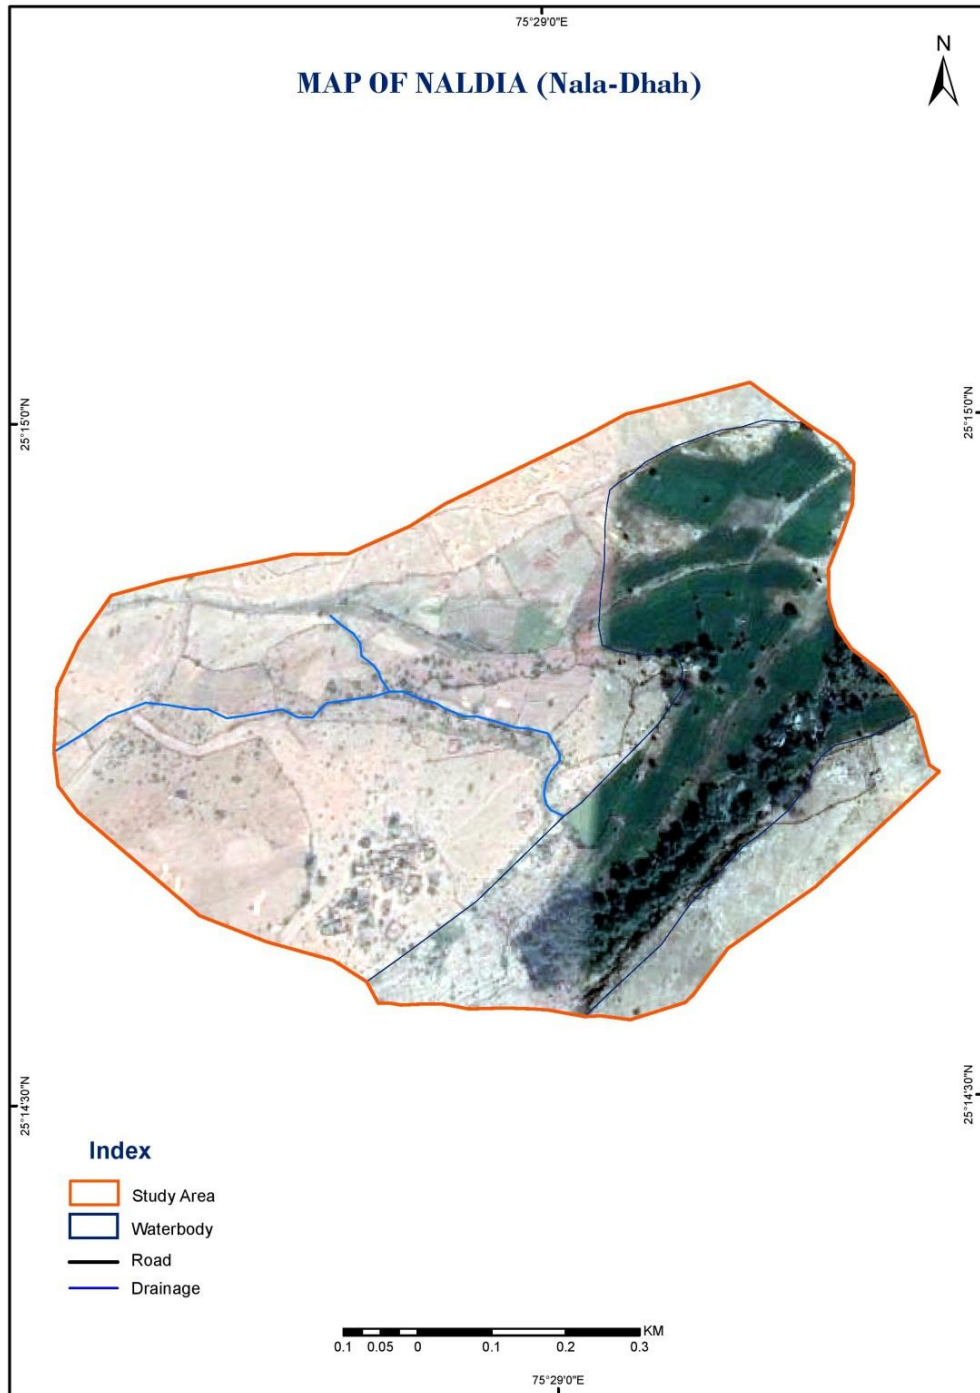 75°29'0"E
N
MAP OF NALDIA (Nala-Dhah)
25°15'0"N
25°15'0"N
25°14'30"N
25°14'30"N
Index
Study Area
Waterbody
Road
Drainage
KM
0.1 0.05 0 0.1 0.2 0.3
75°29'0"E